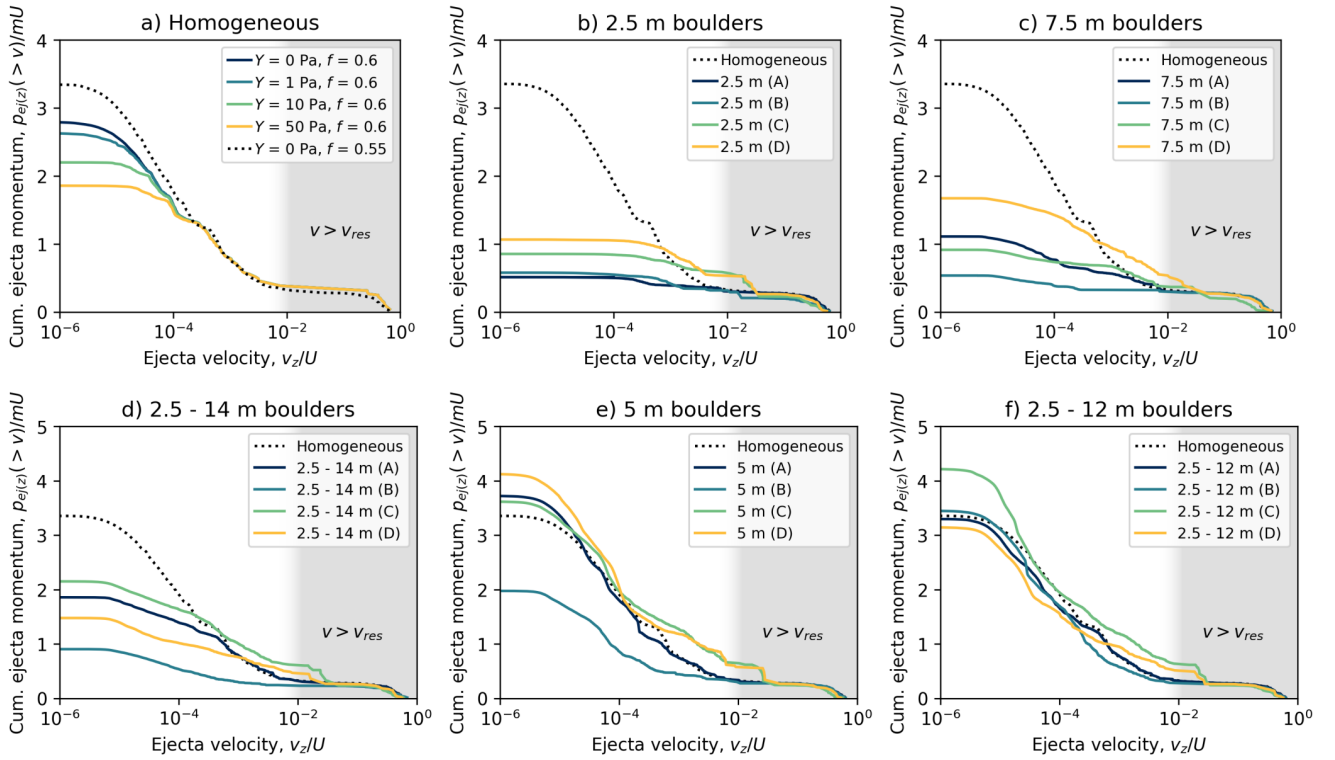 a) Homogeneous
Cum. ejecta momentum, p_ej(z)(> v)/mU
4
3
2
1
0
Y = 0 Pa, f = 0.6
Y = 1 Pa, f = 0.6
Y = 10 Pa, f = 0.6
Y = 50 Pa, f = 0.6
Y = 0 Pa, f = 0.55
v > v_res
10^−6
10^−4
10^−2
10^0
Ejecta velocity, v_z/U
b) 2.5 m boulders
Cum. ejecta momentum, p_ej(z)(> v)/mU
4
3
2
1
0
Homogeneous
2.5 m (A)
2.5 m (B)
2.5 m (C)
2.5 m (D)
v > v_res
10^−6
10^−4
10^−2
10^0
Ejecta velocity, v_z/U
c) 7.5 m boulders
Cum. ejecta momentum, p_ej(z)(> v)/mU
4
3
2
1
0
Homogeneous
7.5 m (A)
7.5 m (B)
7.5 m (C)
7.5 m (D)
v > v_res
10^−6
10^−4
10^−2
10^0
Ejecta velocity, v_z/U
d) 2.5 - 14 m boulders
Cum. ejecta momentum, p_ej(z)(> v)/mU
5
4
3
2
1
0
Homogeneous
2.5 - 14 m (A)
2.5 - 14 m (B)
2.5 - 14 m (C)
2.5 - 14 m (D)
v > v_res
10^−6
10^−4
10^−2
10^0
Ejecta velocity, v_z/U
e) 5 m boulders
Cum. ejecta momentum, p_ej(z)(> v)/mU
5
4
3
2
1
0
Homogeneous
5 m (A)
5 m (B)
5 m (C)
5 m (D)
v > v_res
10^−6
10^−4
10^−2
10^0
Ejecta velocity, v_z/U
f) 2.5 - 12 m boulders
Cum. ejecta momentum, p_ej(z)(> v)/mU
5
4
3
2
1
0
Homogeneous
2.5 - 12 m (A)
2.5 - 12 m (B)
2.5 - 12 m (C)
2.5 - 12 m (D)
v > v_res
10^−6
10^−4
10^−2
10^0
Ejecta velocity, v_z/U